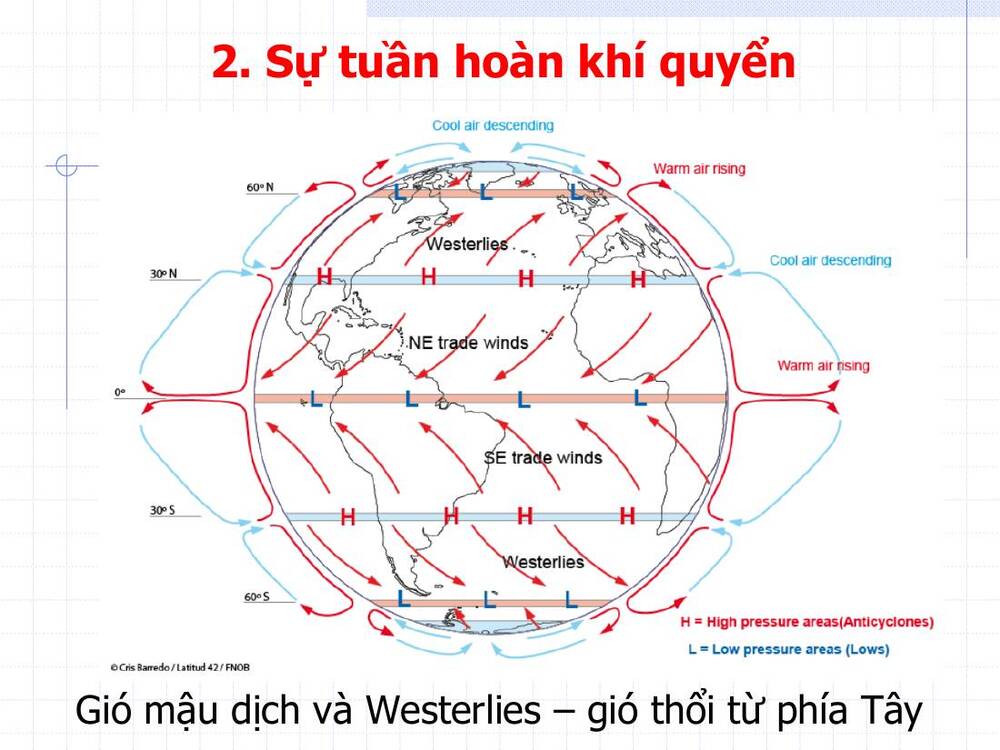 2. Sự tuần hoàn khí quyển
Cool air descending
Warm air rising
60º N
L L L
Westerlies
Cool air descending
30º N
H H H H
NE trade winds
Warm air rising
0º
L L L L
SE trade winds
30º S
H H H H
Westerlies
60º S
L L L
H = High pressure areas(Anticyclones)
L = Low pressure areas (Lows)
© Cris Barredo / Latitud 42 / FNOB
Gió mậu dịch và Westerlies – gió thổi từ phía Tây